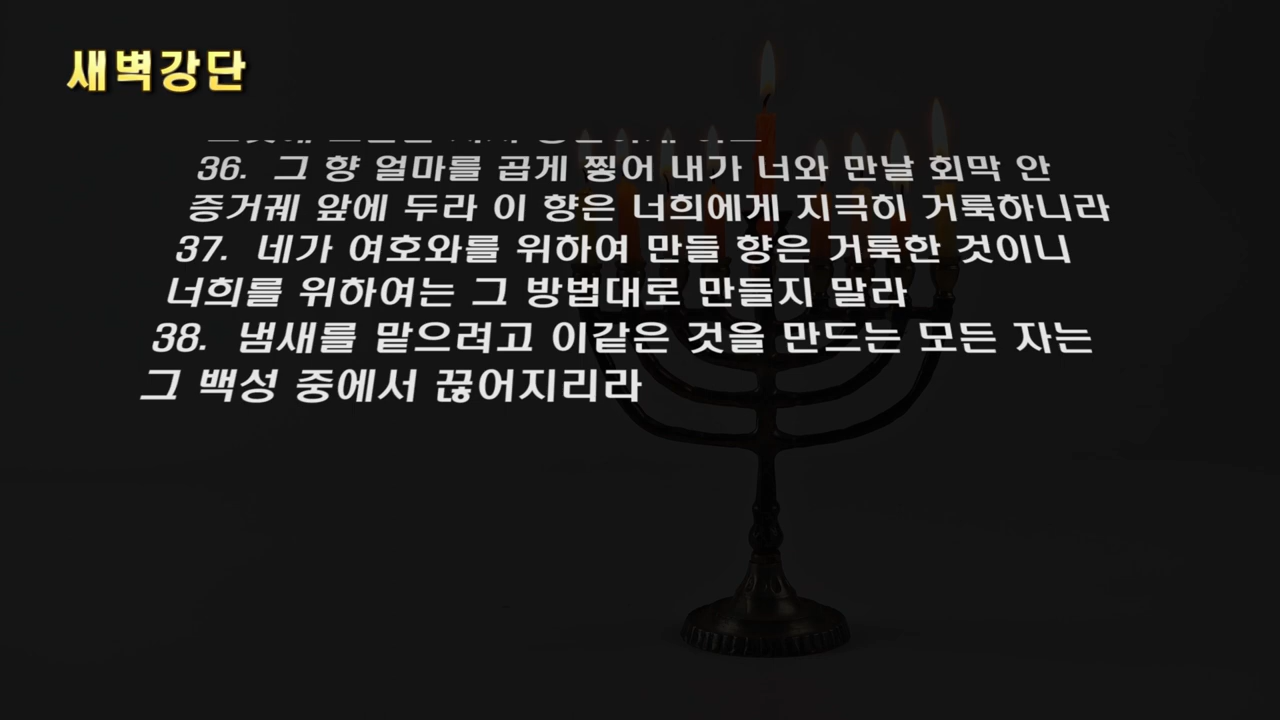 새벽강단
36. 그 향 얼마를 곱게 찧어 내가 너와 만날 회막 안
증거궤 앞에 두라 이 향은 너희에게 지극히 거룩하니라
37. 네가 여호와를 위하여 만들 향은 거룩한 것이니
너희를 위하여는 그 방법대로 만들지 말라
38. 냄새를 맡으려고 이같은 것을 만드는 모든 자는
그 백성 중에서 끊어지리라